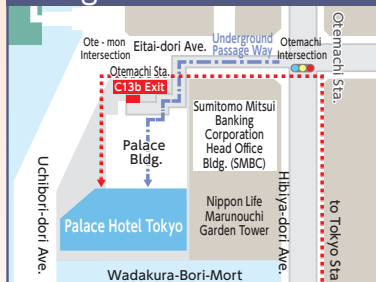 Ote - mon
Intersection
Eitai-dori Ave.
Underground
Passage Way
Otemachi
Intersection
Otemachi Sta.
Otemachi Sta.
C13b Exit
Sumitomo Mitsui
Banking
Corporation
Head Office
Bldg. (SMBC)
Palace
Bldg.
Uchibori-dori Ave.
Hibiya-dori Ave.
Palace Hotel Tokyo
Nippon Life
Marunouchi
Garden Tower
to Tokyo Sta
Wadakura-Bori-Mort